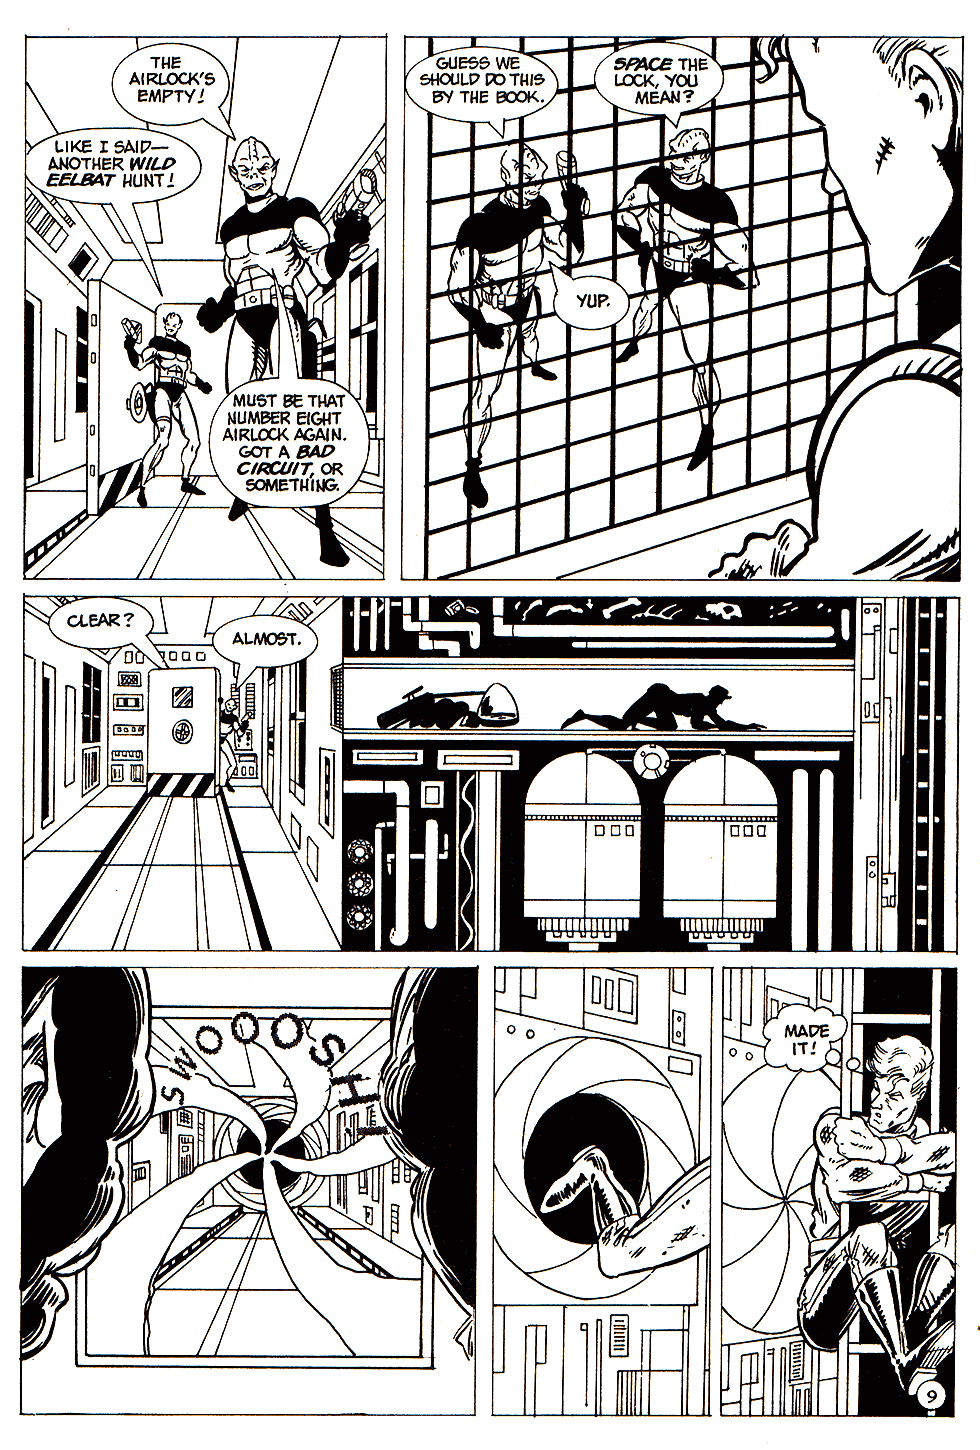 THE
AIRLOCK'S
EMPTY!
LIKE I SAID—
ANOTHER WILD
EELBAT HUNT!
MUST BE THAT
NUMBER EIGHT
AIRLOCK AGAIN.
GOT A BAD
CIRCUIT, OR
SOMETHING.
GUESS WE
SHOULD DO THIS
BY THE BOOK.
SPACE THE
LOCK, YOU
MEAN?
YUP.
CLEAR?
ALMOST.
SWOOOSH
MADE
IT!
9